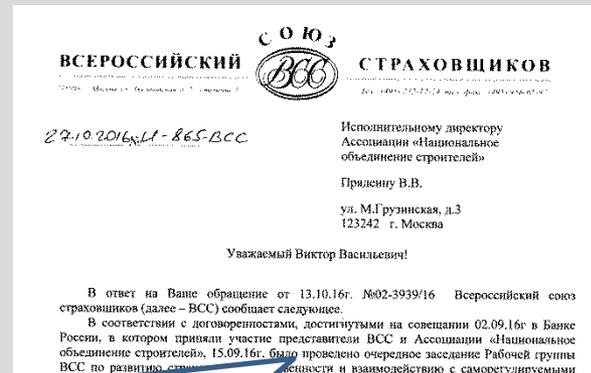 СОЮЗ
ВСЕРОССИЙСКИЙ ВСС СТРАХОВЩИКОВ
27.10.2016г. И-865-ВСС
Исполнительному директору
Ассоциации «Национальное
объединение строителей»
Прядеину В.В.
ул. М.Грузинская, д.3
123242 г. Москва
Уважаемый Виктор Васильевич!
В ответ на Ваше обращение от 13.10.16г. №02-3939/16 Всероссийский союз
страховщиков (далее – ВСС) сообщает следующее.
В соответствии с договоренностями, достигнутыми на совещании 02.09.16г в Банке
России, в котором приняли участие представители ВСС и Ассоциации «Национальное
объединение строителей», 15.09.16г. было проведено очередное заседание Рабочей группы
ВСС по развитию и взаимодействию с саморегулируемыми